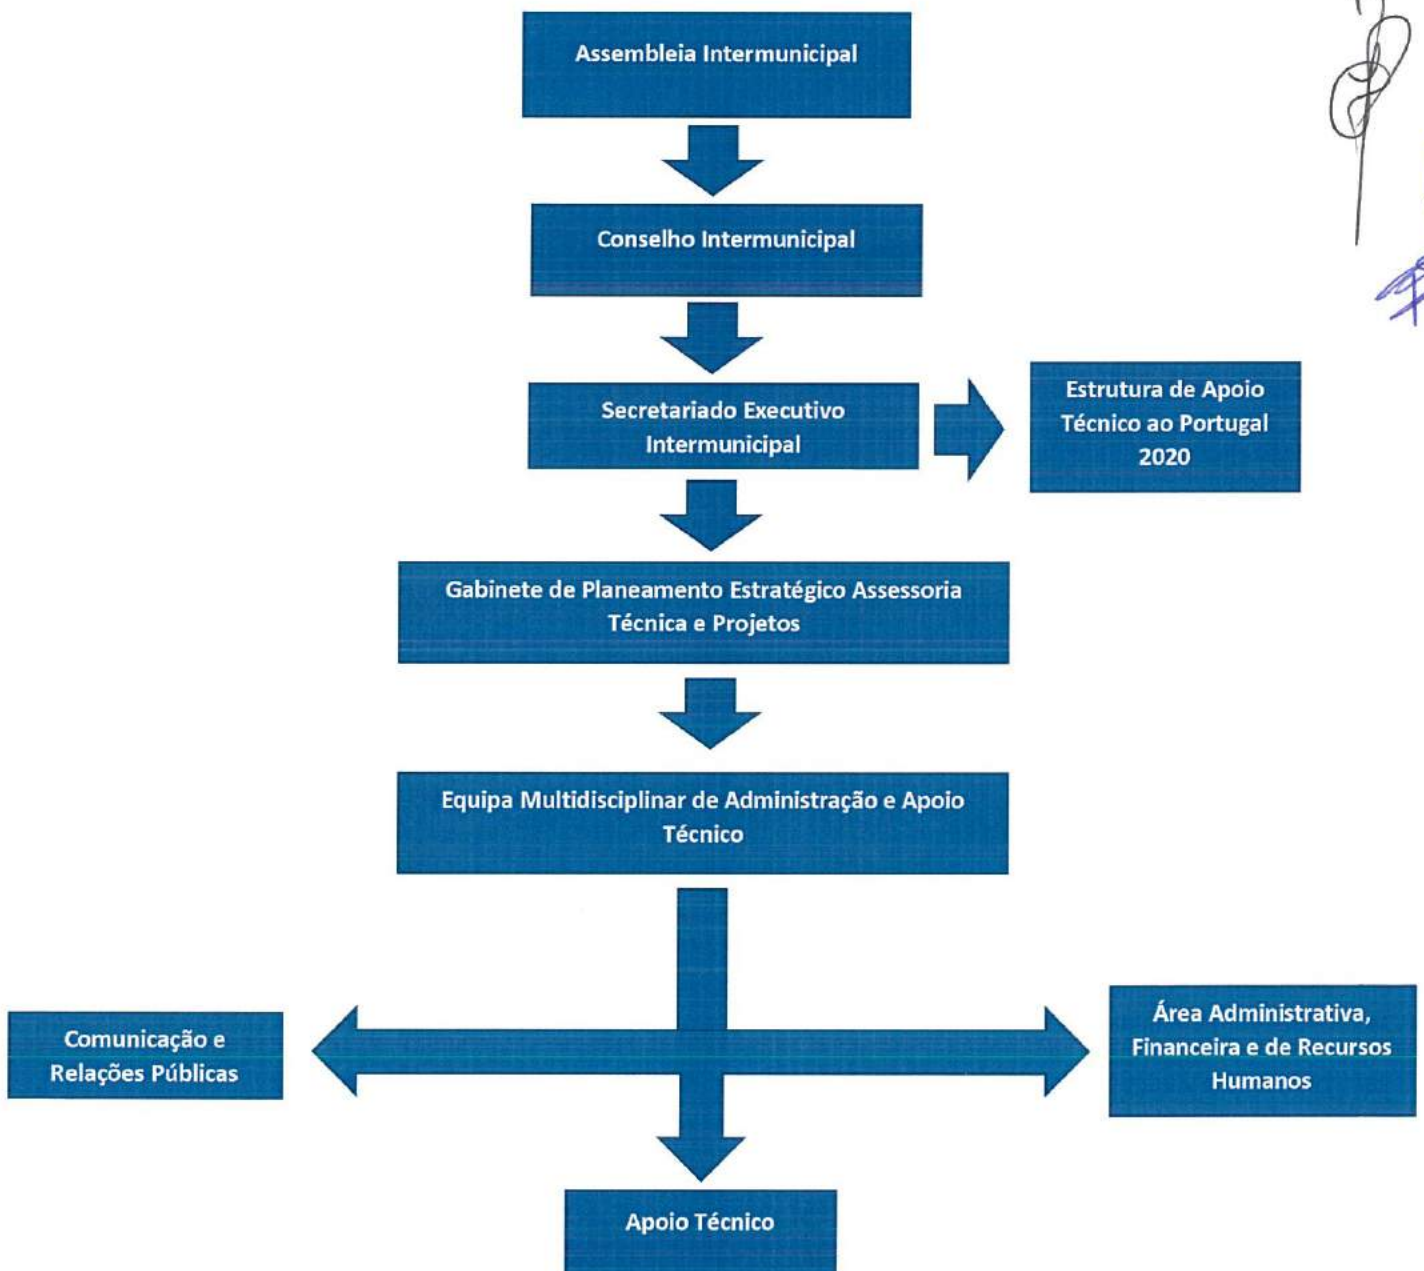 Assembleia Intermunicipal
Conselho Intermunicipal
Secretariado Executivo
Intermunicipal
Estrutura de Apoio
Técnico ao Portugal
2020
Gabinete de Planeamento Estratégico Assessoria
Técnica e Projetos
Equipa Multidisciplinar de Administração e Apoio
Técnico
Comunicação e
Relações Públicas
Área Administrativa,
Financeira e de Recursos
Humanos
Apoio Técnico